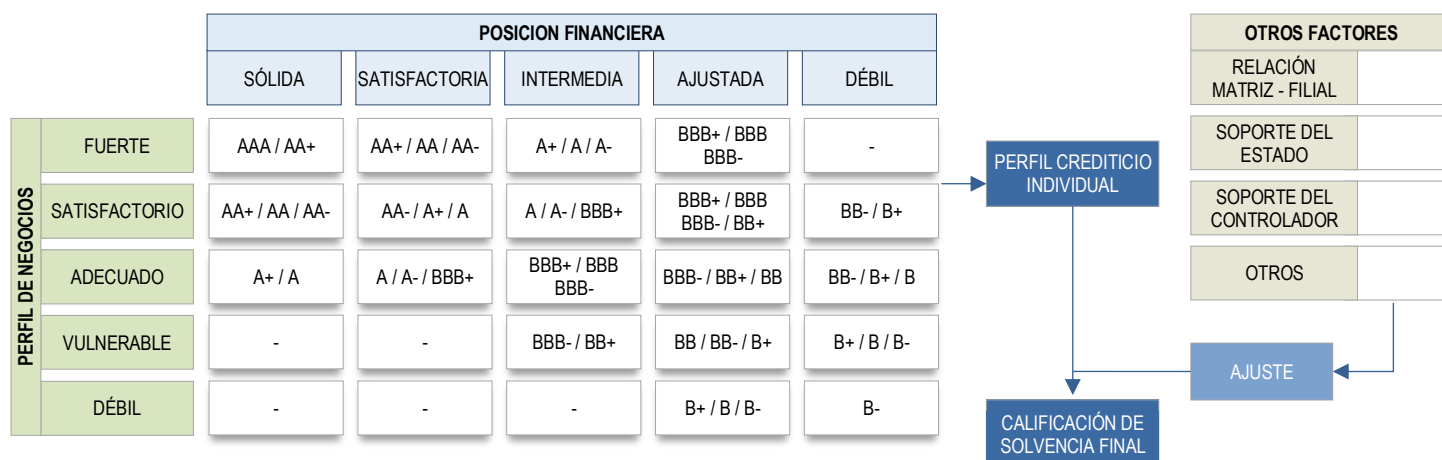 POSICION FINANCIERA
SÓLIDA
SATISFACTORIA
INTERMEDIA
AJUSTADA
DÉBIL
PERFIL DE NEGOCIOS
FUERTE
AAA / AA+
AA+ / AA / AA-
A+ / A / A-
BBB+ / BBB
BBB-
-
SATISFACTORIO
AA+ / AA / AA-
AA- / A+ / A
A / A- / BBB+
BBB+ / BBB
BBB- / BB+
BB- / B+
ADECUADO
A+ / A
A / A- / BBB+
BBB+ / BBB
BBB-
BBB- / BB+ / BB
BB- / B+ / B
VULNERABLE
-
-
BBB- / BB+
BB / BB- / B+
B+ / B / B-
DÉBIL
-
-
-
B+ / B / B-
B-
PERFIL CREDITICIO
INDIVIDUAL
CALIFICACIÓN DE
SOLVENCIA FINAL
OTROS FACTORES
RELACIÓN
MATRIZ - FILIAL
SOPORTE DEL
ESTADO
SOPORTE DEL
CONTROLADOR
OTROS
AJUSTE